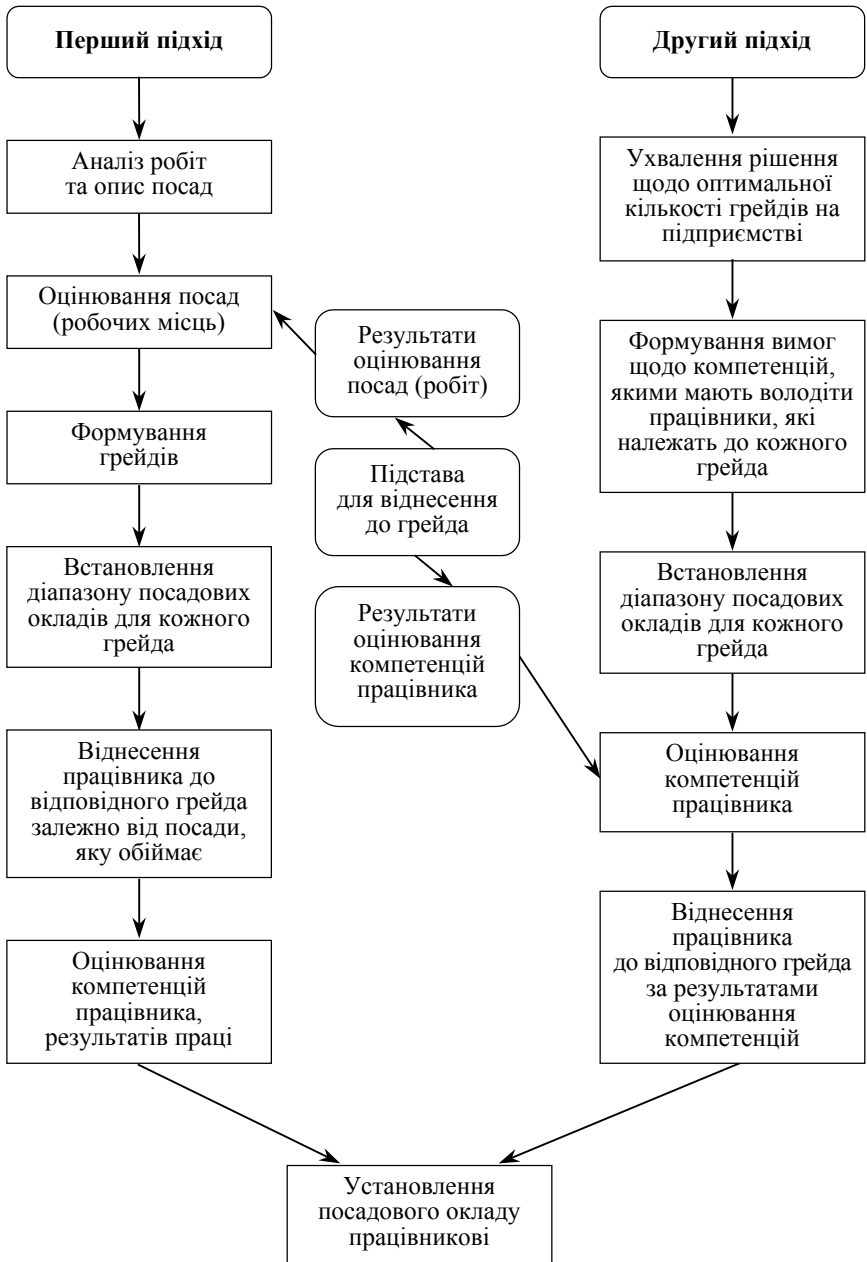 Перший підхід
Аналіз робіт
та опис посад
Оцінювання посад
(робочих місць)
Формування
грейдів
Встановлення
діапазону посадових
окладів для кожного
грейда
Віднесення
працівника до
відповідного грейда
залежно від посади,
яку обіймає
Оцінювання
компетенцій
працівника,
результатів праці
Результати
оцінювання
посад (робіт)
Підстава
для віднесення
до грейда
Результати
оцінювання
компетенцій
працівника
Другий підхід
Ухвалення рішення
щодо оптимальної
кількості грейдів на
підприємстві
Формування вимог
щодо компетенцій,
якими мають володіти
працівники, які
належать до кожного
грейда
Встановлення
діапазону посадових
окладів для кожного
грейда
Оцінювання
компетенцій
працівника
Віднесення
працівника
до відповідного грейда
за результатами
оцінювання
компетенцій
Установлення
посадового окладу
працівникові